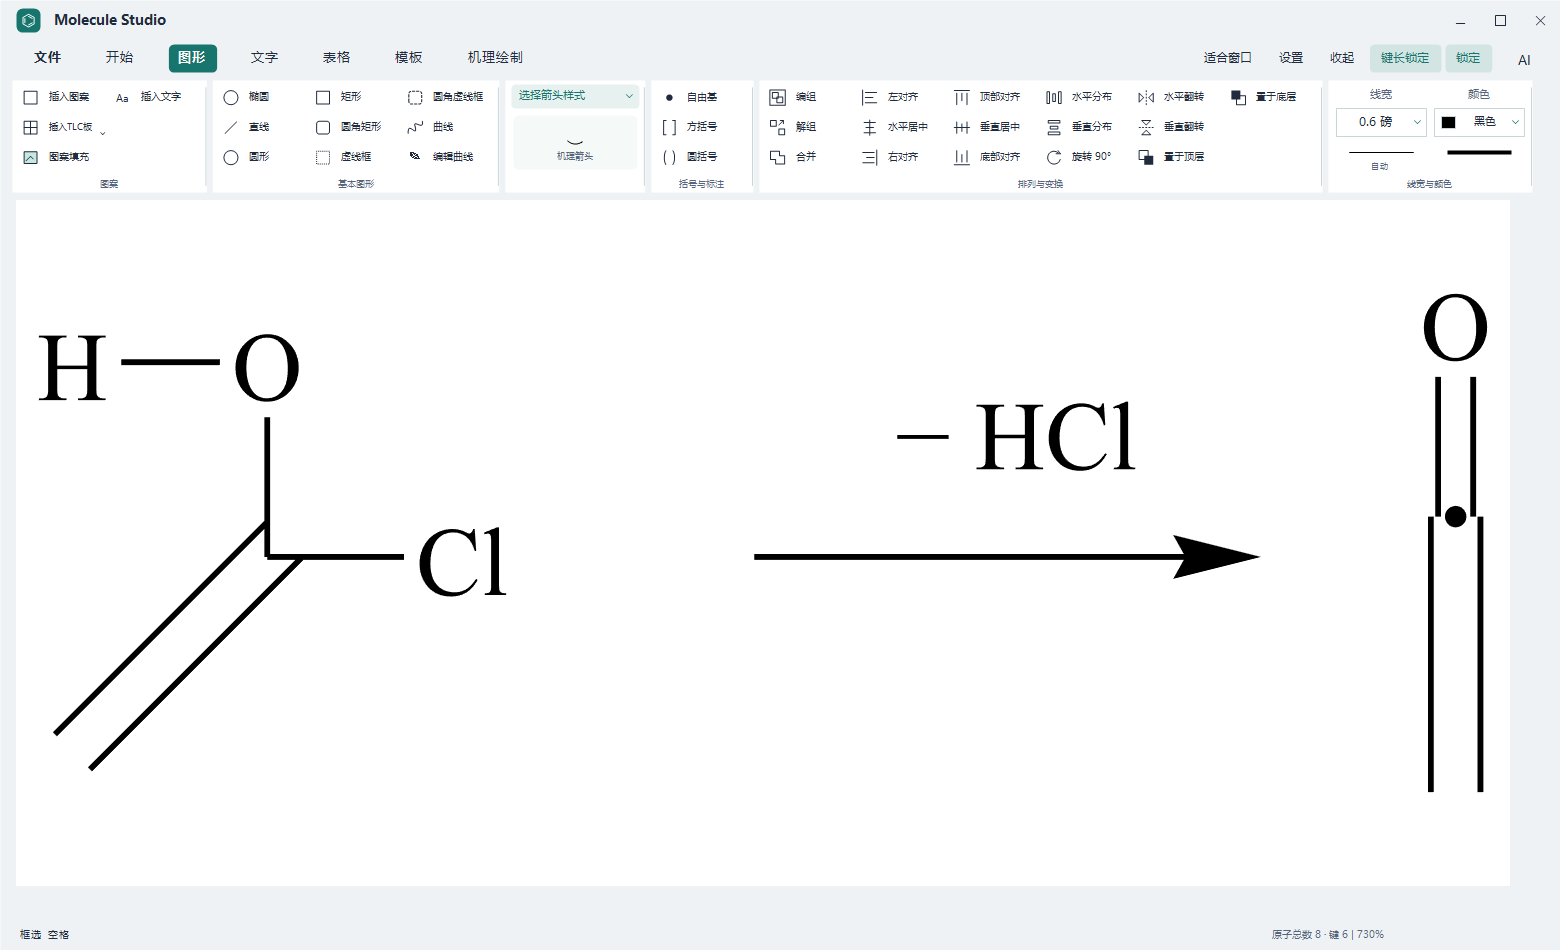 Molecule Studio
文件 开始 图形 文字 表格 模板 机理绘制 适合窗口 设置 收起 键长锁定 锁定 AI
插入图案 Aa 插入文字 椭圆 矩形 圆角虚线框 选择箭头样式 自由基 编组 左对齐 顶部对齐 水平分布 水平翻转 置于底层 线宽 颜色
插入TLC板 直线 圆角矩形 曲线 方括号 解组 水平居中 垂直居中 垂直分布 垂直翻转 0.6 磅 黑色
图案填充 圆形 虚线框 编辑曲线 机理箭头 圆括号 合并 右对齐 底部对齐 旋转 90° 置于顶层 自动
图案 基本图形 括号与标注 排列与变换 线宽与颜色
O
H O
− HCl
Cl
框选 空格 原子总数 8 · 键 6 | 730%